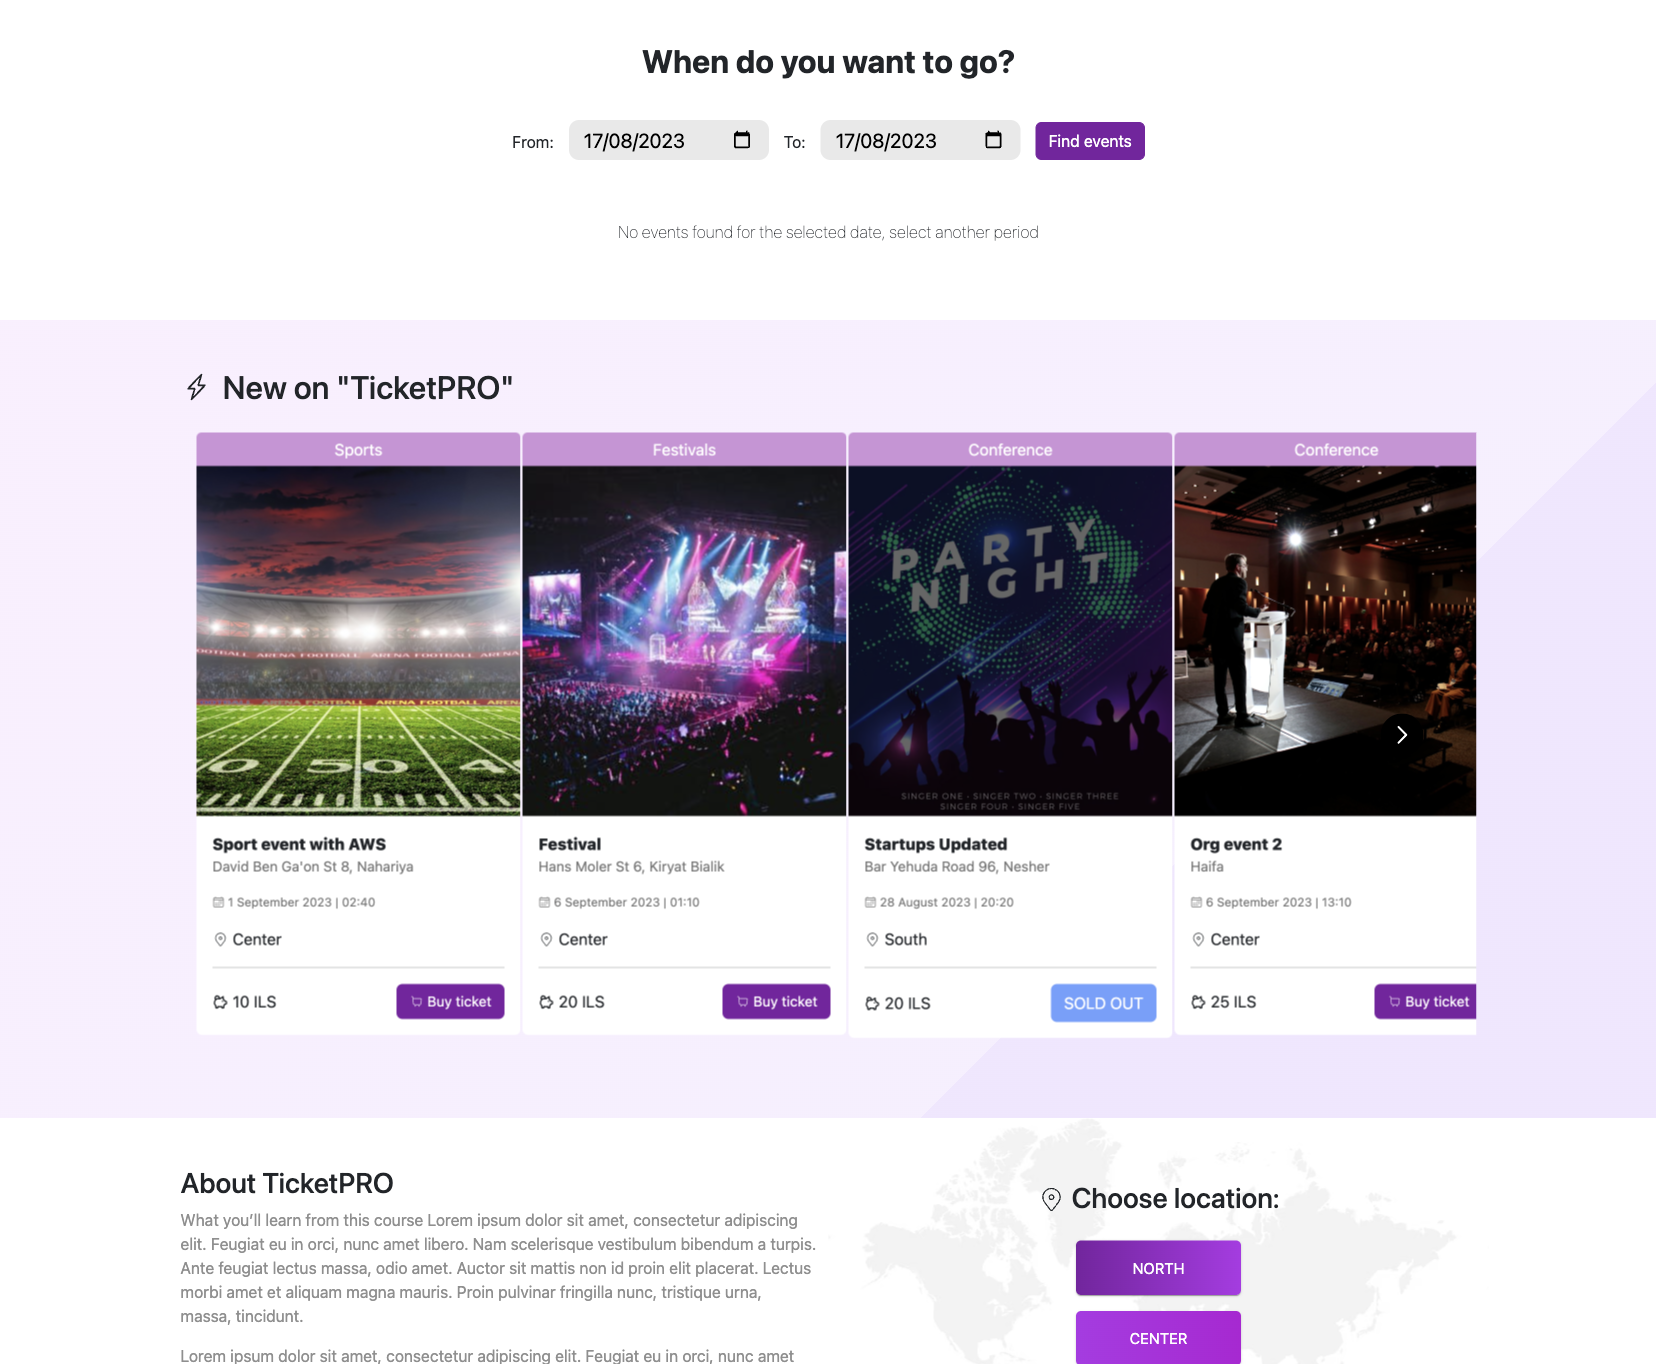 When do you want to go?
From: 17/08/2023 To: 17/08/2023 Find events
No events found for the selected date, select another period
New on "TicketPRO"
Sports
Festivals
Conference
Conference
PARTY
NIGHT
ARENA FOOTBALL
ARENA FOOTBALL
50
SINGER ONE - SINGER TWO - SINGER THREE
SINGER FOUR - SINGER FIVE
Sport event with AWS
David Ben Ga'on St 8, Nahariya
1 September 2023 | 02:40
Center
10 ILS
Buy ticket
Festival
Hans Moler St 6, Kiryat Bialik
6 September 2023 | 01:10
Center
20 ILS
Buy ticket
Startups Updated
Bar Yehuda Road 96, Nesher
28 August 2023 | 20:20
South
20 ILS
SOLD OUT
Org event 2
Haifa
6 September 2023 | 13:10
Center
25 ILS
Buy ticket
About TicketPRO
What you'll learn from this course Lorem ipsum dolor sit amet, consectetur adipiscing
elit. Feugiat eu in orci, nunc amet libero. Nam scelerisque vestibulum bibendum a turpis.
Ante feugiat lectus massa, odio amet. Auctor sit mattis non id proin elit placerat. Lectus
morbi amet et aliquam magna mauris. Proin pulvinar fringilla nunc, tristique urna,
massa, tincidunt.
Lorem ipsum dolor sit amet, consectetur adipiscing elit. Feugiat eu in orci, nunc amet
Choose location:
NORTH
CENTER